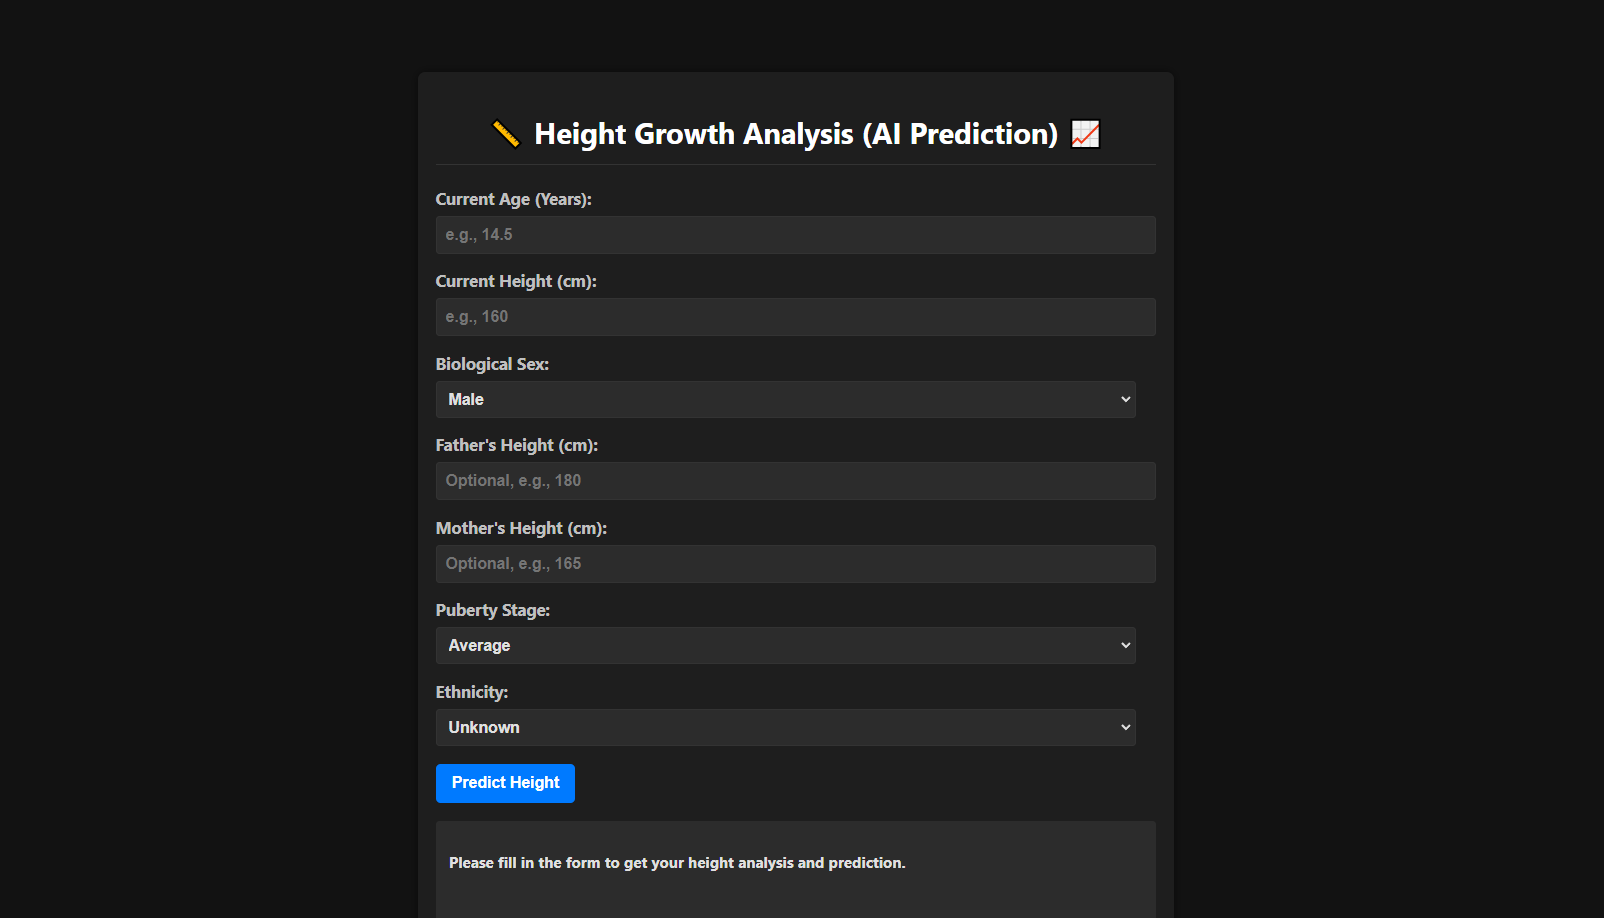 📏 Height Growth Analysis (AI Prediction) 📈
Current Age (Years):
e.g., 14.5
Current Height (cm):
e.g., 160
Biological Sex:
Male
Father's Height (cm):
Optional, e.g., 180
Mother's Height (cm):
Optional, e.g., 165
Puberty Stage:
Average
Ethnicity:
Unknown
Predict Height
Please fill in the form to get your height analysis and prediction.